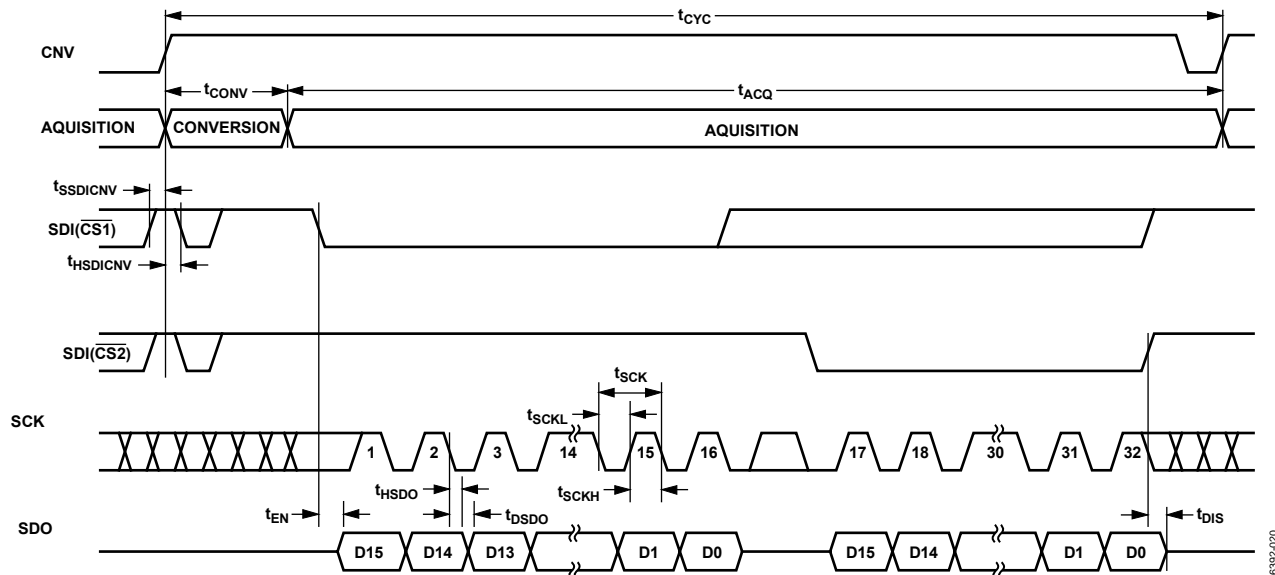 tCYC
CNV
tCONV
tACQ
AQUISITION
CONVERSION
AQUISITION
tSSDICNV
SDI(CS1)
tHSDICNV
SDI(CS2)
tSCK
SCK
tSCKL
1 2 3 14 15 16 17 18 30 31 32
tHSDO
tSCKH
tEN
tDSDO
tDIS
SDO
D15 D14 D13 D1 D0 D15 D14 D1 D0